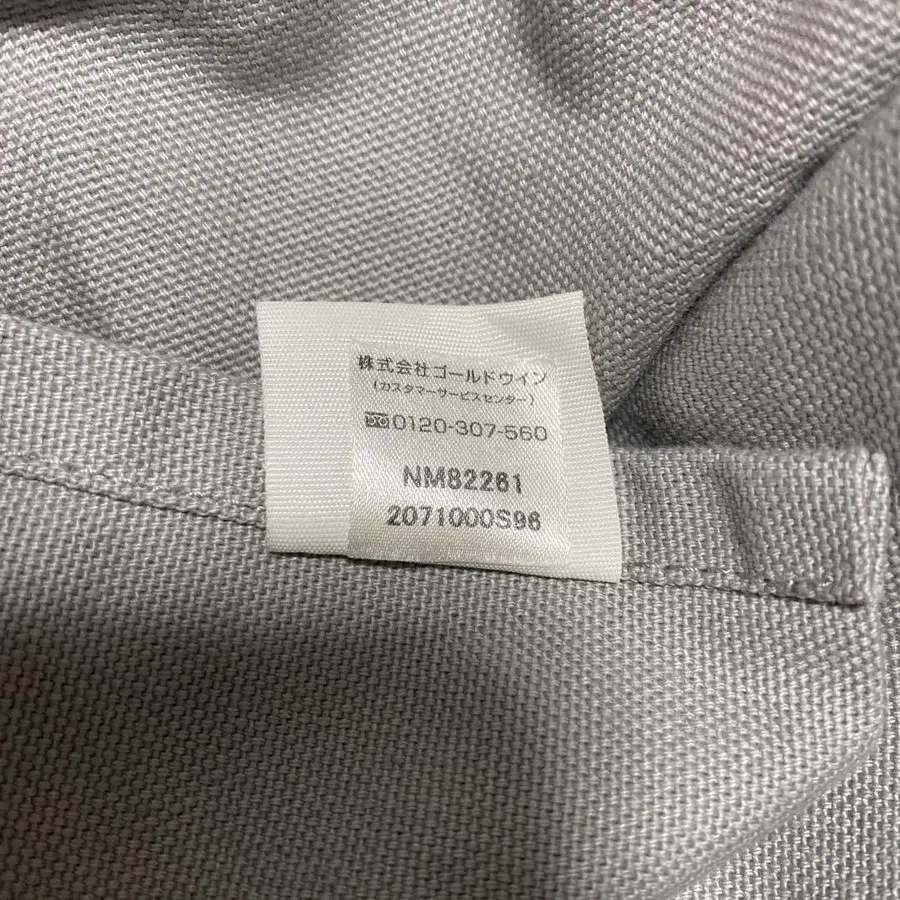 株式会社ゴールドウイン
(カスタマーサービスセンター)
0120-307-560
NM82261
2071000S96